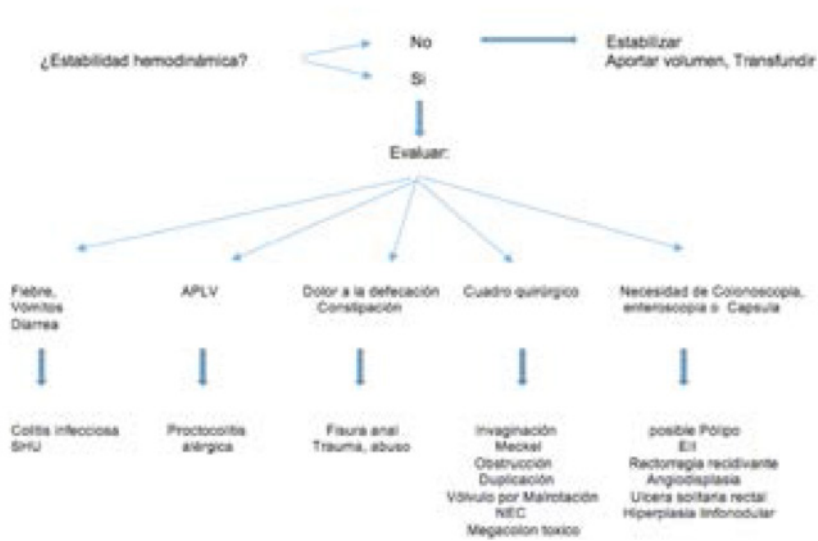 No
Estabilizar
¿Estabilidad hemodinámica?
Aportar volumen, Transfundir
Si
Evaluar:
Fiebre,
Vómitos
Diarrea
APLV
Dolor a la defecación
Constipación
Cuadro quirúrgico
Necesidad de Colonoscopia,
enteroscopia o Capsula
Colitis infecciosa
SHU
Proctocolitis
alérgica
Fisura anal
Trauma, abuso
Invaginación
Meckel
Obstrucción
Duplicación
Vólvulo por Malrotación
NEC
Megacolon toxico
posible Pólipo
EII
Rectorragia recidivante
Angiodisplasia
Ulcera solitaria rectal
Hiperplasia linfonodular